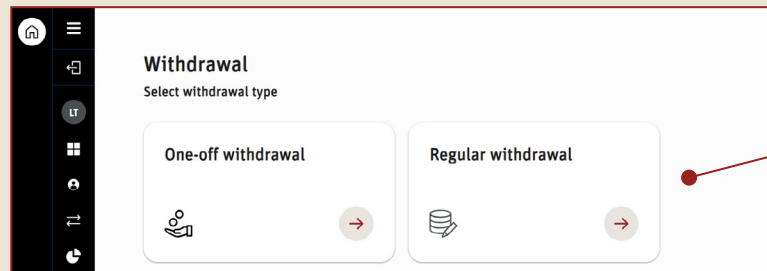 Withdrawal
Select withdrawal type
LT
One-off withdrawal
Regular withdrawal